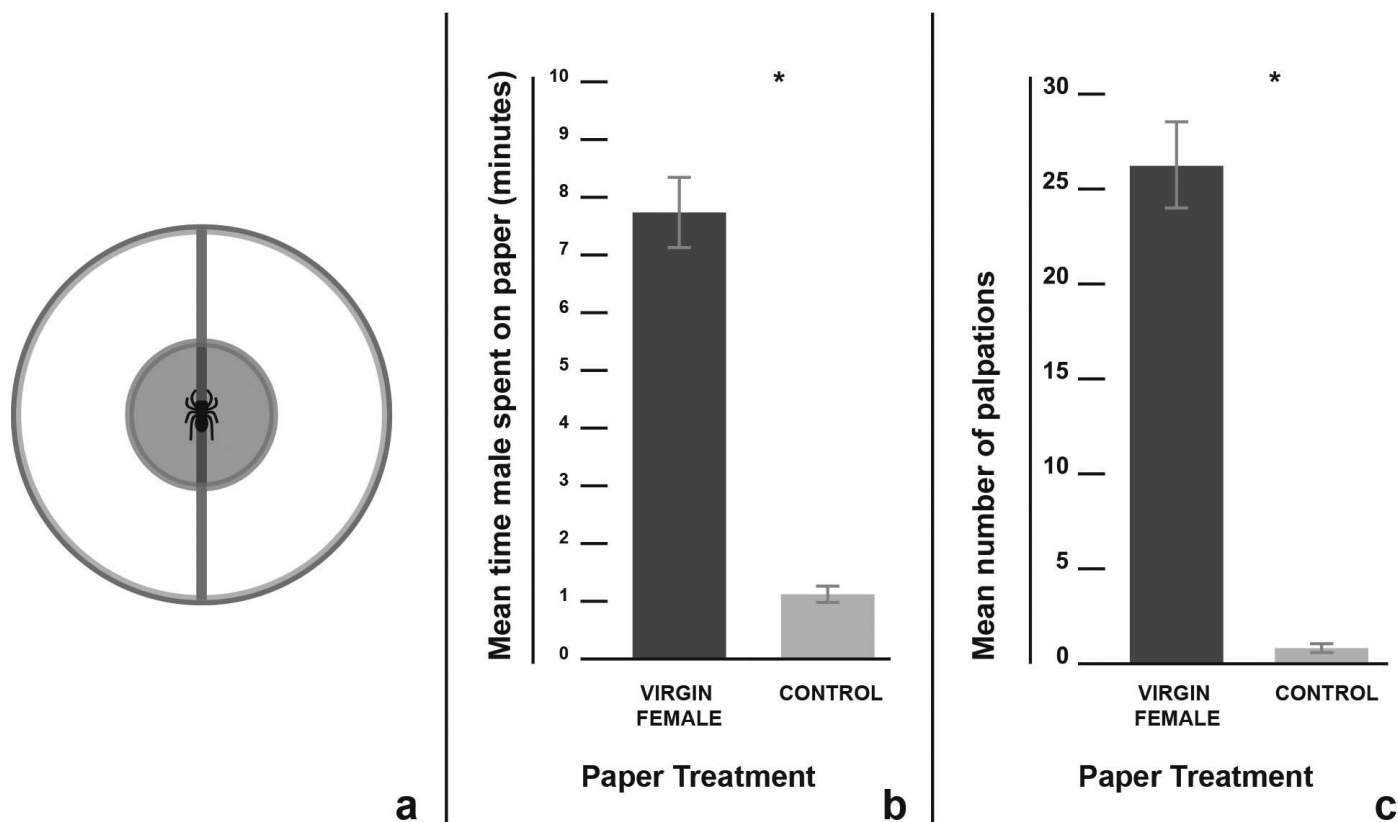 a
Mean time male spent on paper (minutes)
10
9
8
7
6
5
4
3
2
1
0
*
VIRGIN
FEMALE
CONTROL
Paper Treatment
b
Mean number of palpations
30
25
20
15
10
5
0
*
VIRGIN
FEMALE
CONTROL
Paper Treatment
c